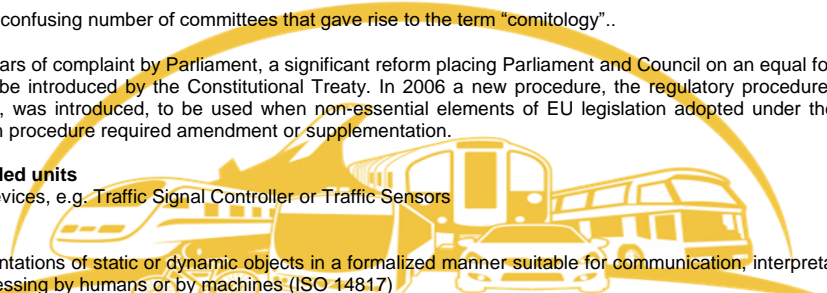 confusing number of committees that gave rise to the term “comitology”..
ars of complaint by Parliament, a significant reform placing Parliament and Council on an equal fo
be introduced by the Constitutional Treaty. In 2006 a new procedure, the regulatory procedure
, was introduced, to be used when non-essential elements of EU legislation adopted under the
procedure required amendment or supplementation.
led units
evices, e.g. Traffic Signal Controller or Traffic Sensors
ntations of static or dynamic objects in a formalized manner suitable for communication, interpreta
essing by humans or by machines (ISO 14817)